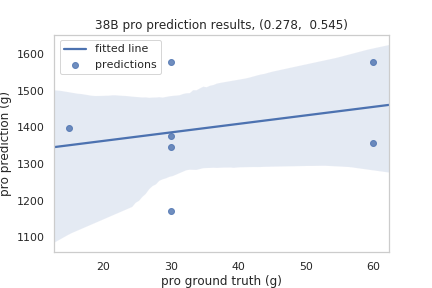 38B pro prediction results, (0.278,  0.545)
fitted line
predictions
1600
1500
1400
1300
1200
1100
pro prediction (g)
20
30
40
50
60
pro ground truth (g)